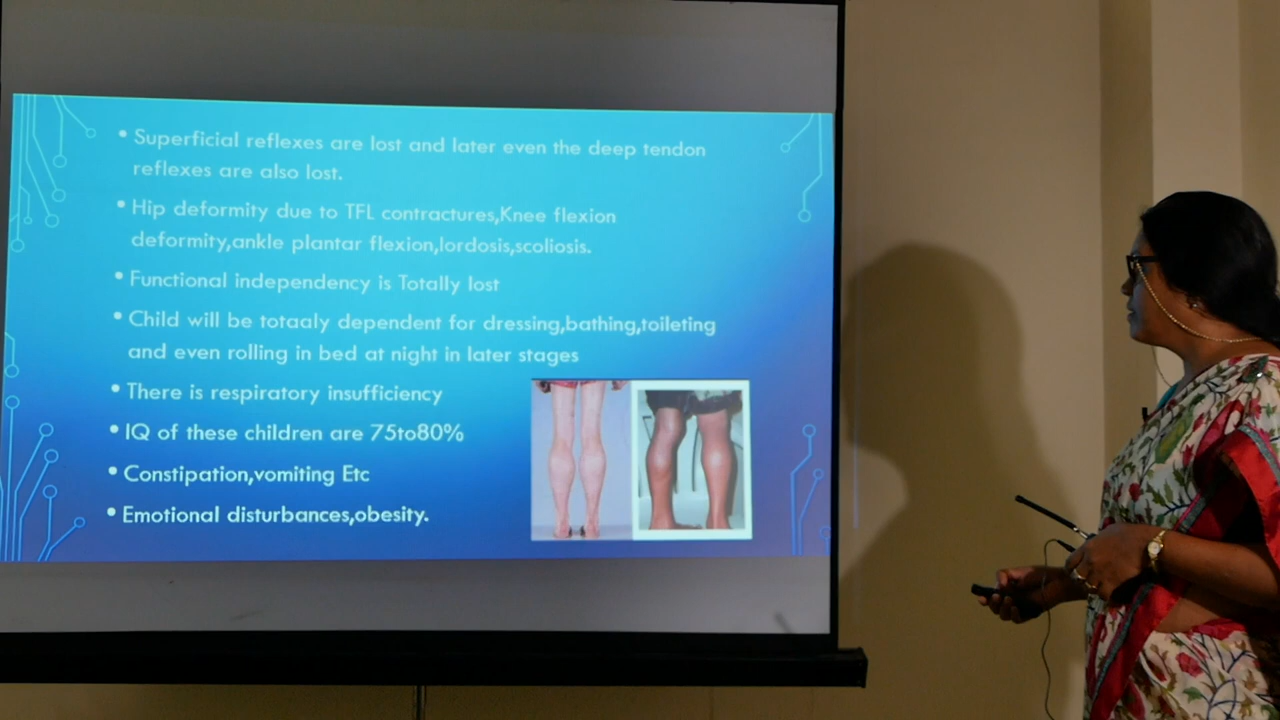 • Superficial reflexes are lost and later even the deep tendon
reflexes are also lost.
• Hip deformity due to TFL contractures,Knee flexion
deformity,ankle plantar flexion,lordosis,scoliosis.
• Functional independency is Totally lost
• Child will be totaaly dependent for dressing,bathing,toileting
and even rolling in bed at night in later stages
• There is respiratory insufficiency
• IQ of these children are 75to80%
• Constipation,vomiting Etc
• Emotional disturbances,obesity.